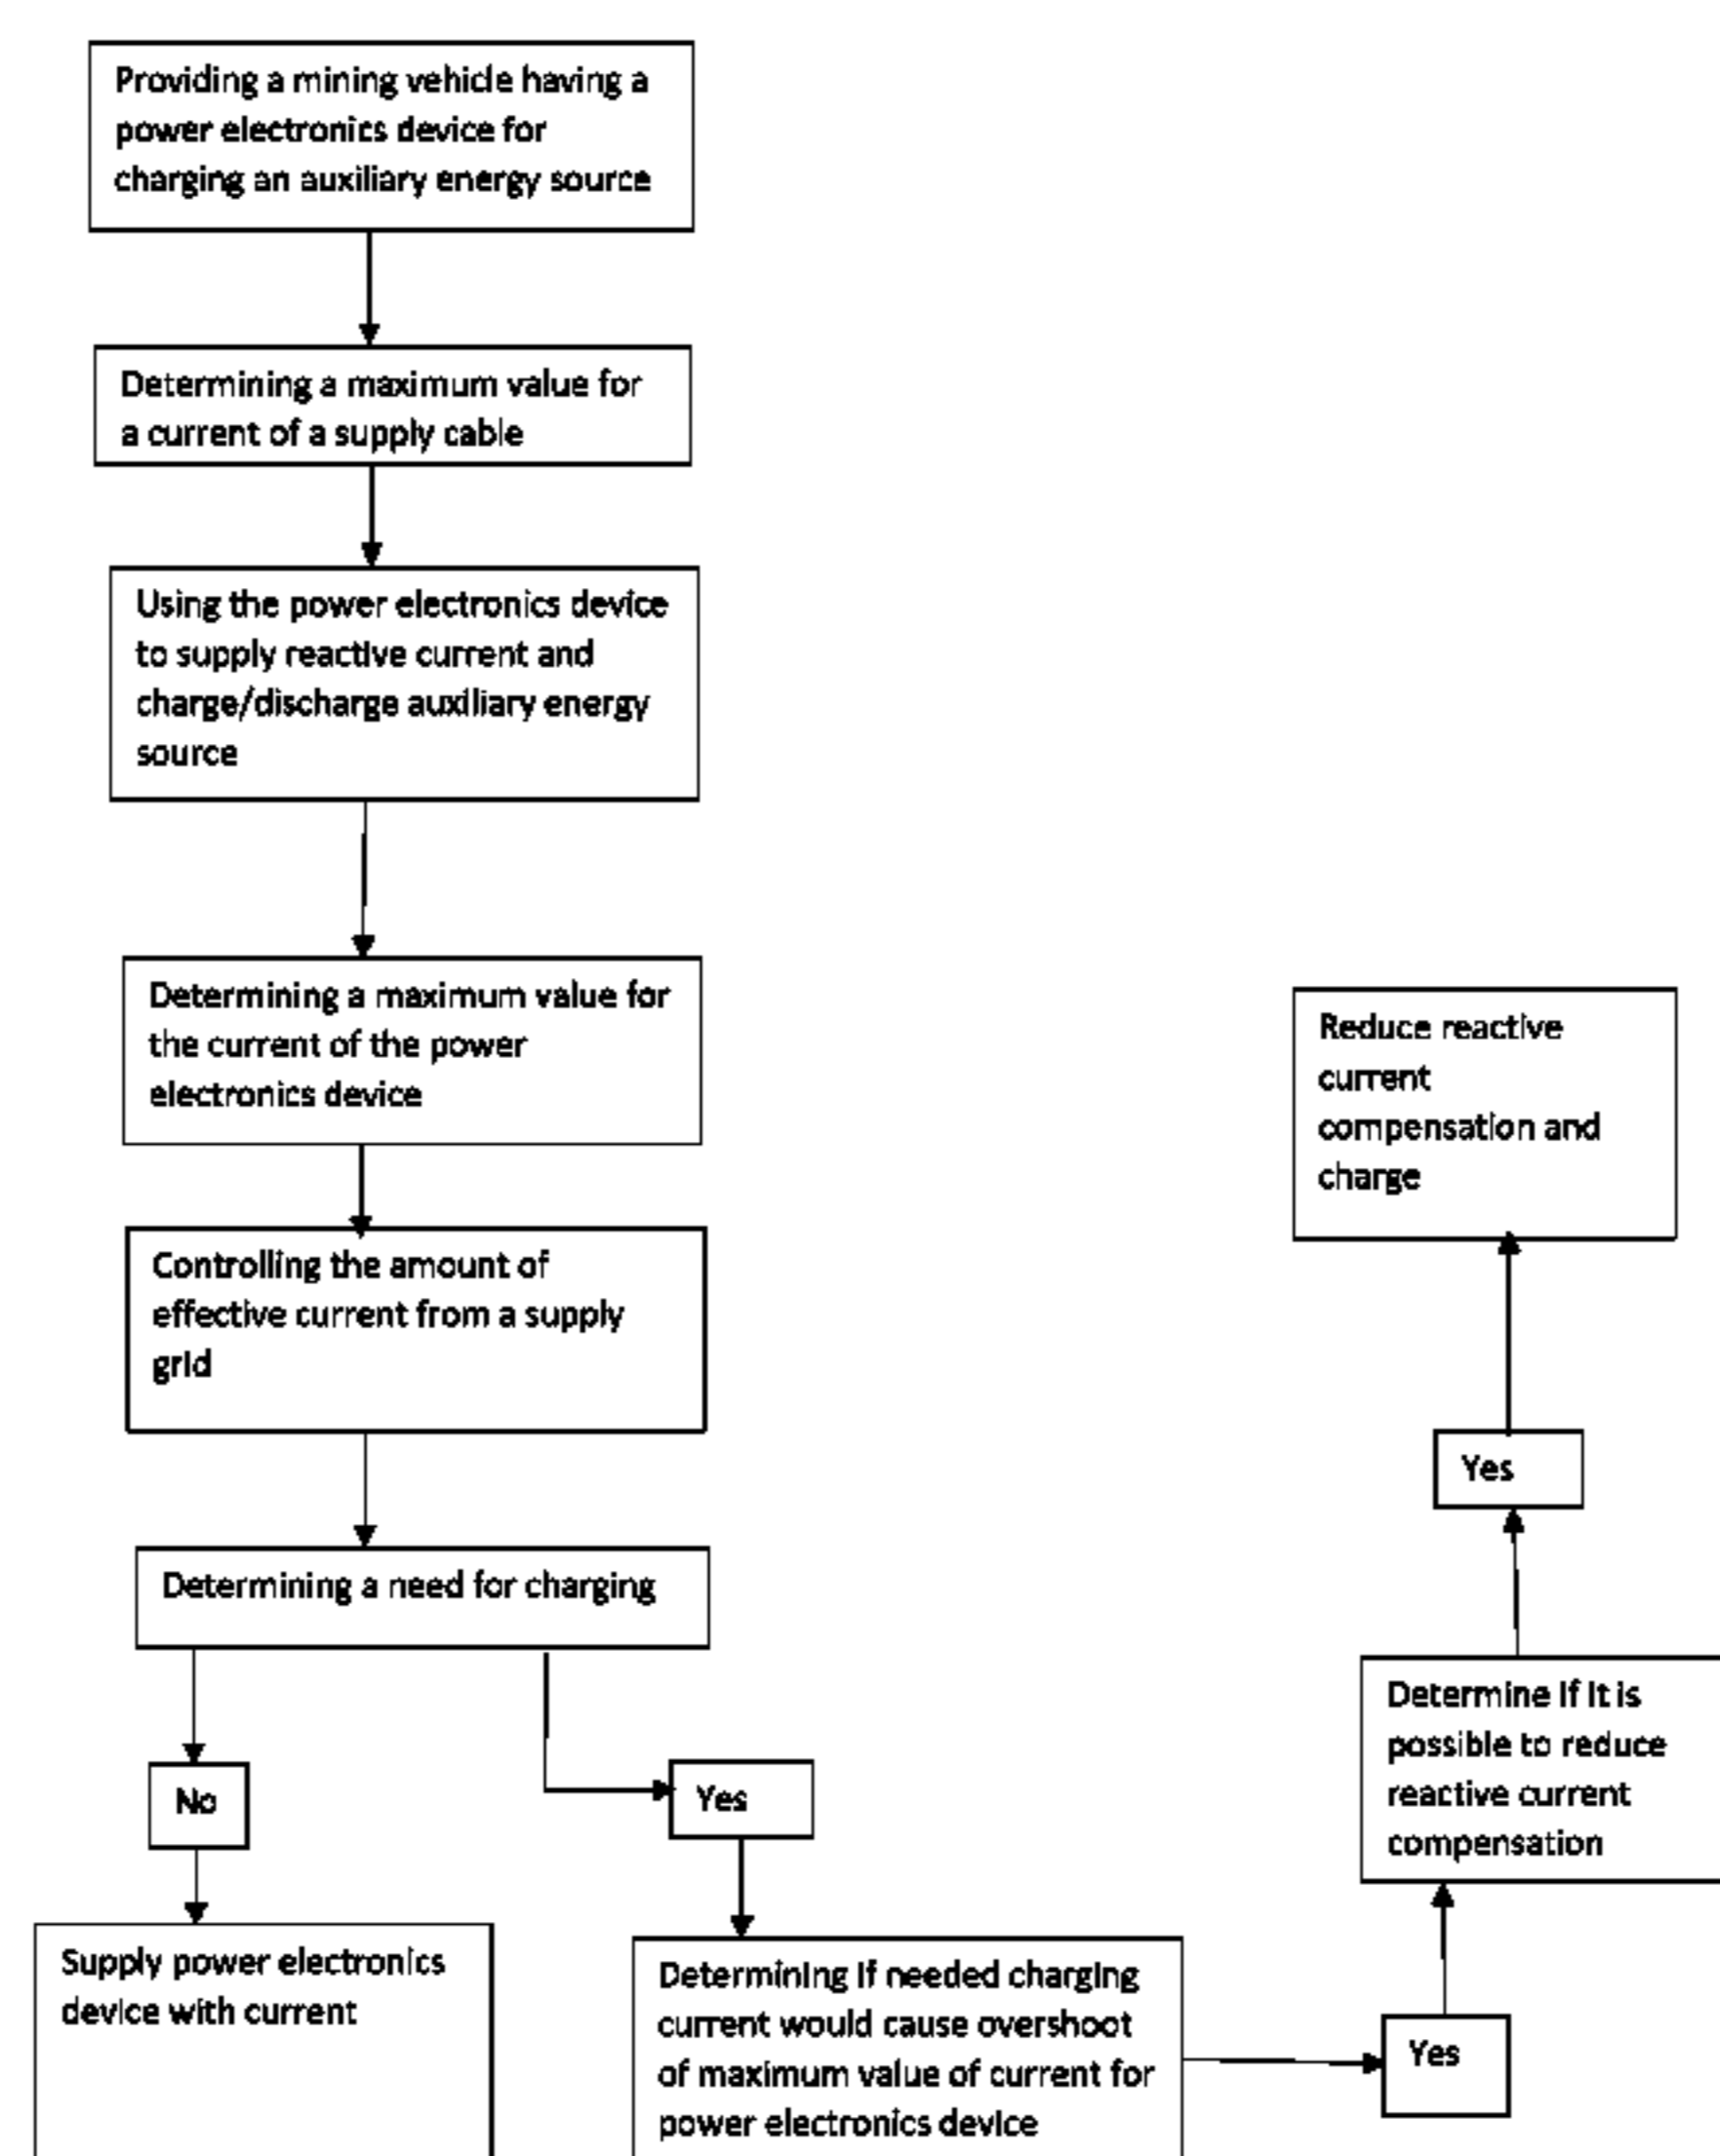 Providing a mining vehicle having a
power electronics device for
charging an auxiliary energy source
Determining a maximum value for
a current of a supply cable
Using the power electronics device
to supply reactive current and
charge/discharge auxiliary energy
source
Determining a maximum value for
the current of the power
electronics device
Controlling the amount of
effective current from a supply
grid
Determining a need for charging
No
Yes
Supply power electronics
device with current
Determining if needed charging
current would cause overshoot
of maximum value of current for
power electronics device
Yes
Determine if it is
possible to reduce
reactive current
compensation
Yes
Reduce reactive
current
compensation and
charge